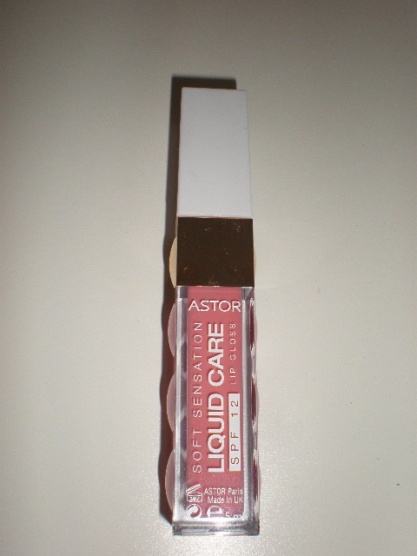 ASTOR
SOFT SENSATION
LIQUID CARE
SPF 12 LIP GLOSS
ASTOR Paris
Made in UK